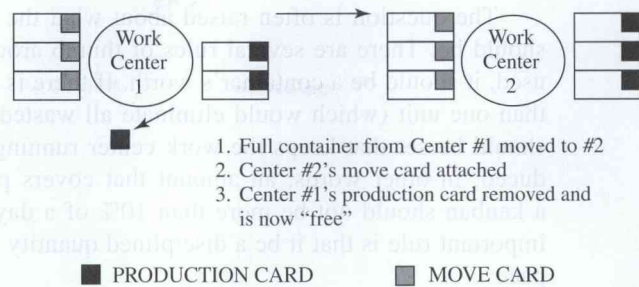 Work
Center
1
Work
Center
2
1. Full container from Center #1 moved to #2
2. Center #2's move card attached
3. Center #1's production card removed and
is now "free"
PRODUCTION CARD
MOVE CARD